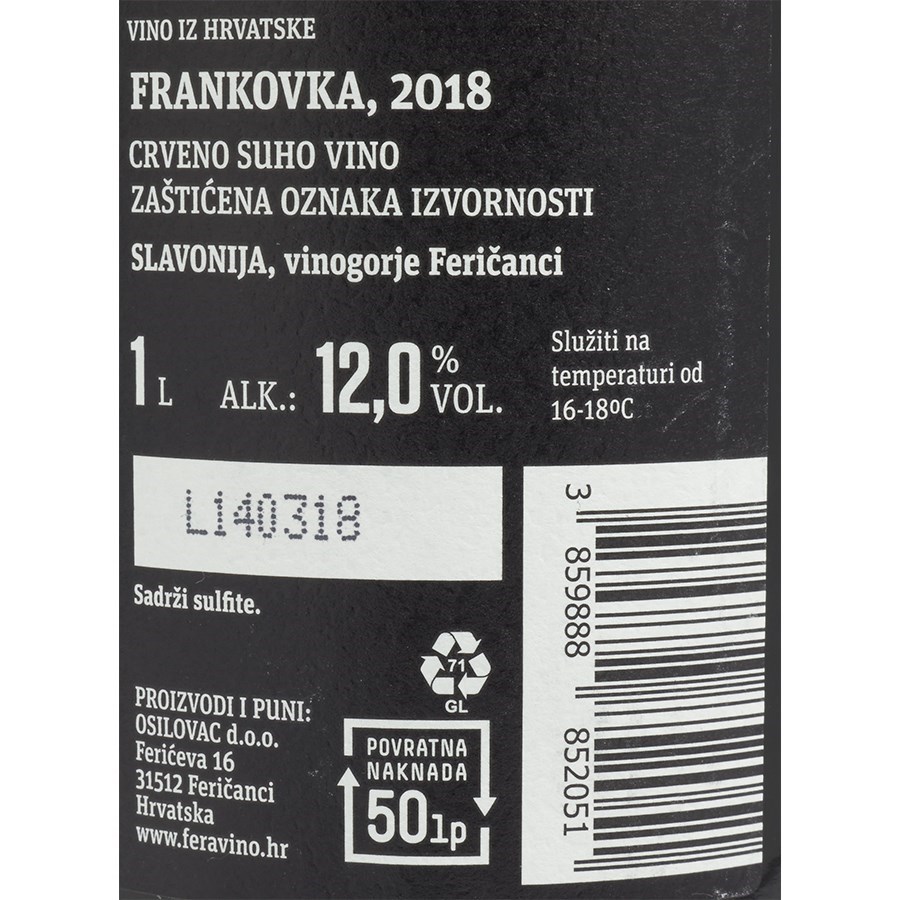 VINO IZ HRVATSKE
FRANKOVKA, 2018
CRVENO SUHO VINO
ZAŠTIĆENA OZNAKA IZVORNOSTI
SLAVONIJA, vinogorje Feričanci
1 L ALK.: 12,0 % VOL.
Služiti na
temperaturi od
16-18ºC
L140318
Sadrži sulfite.
71
GL
PROIZVODI I PUNI:
OSILOVAC d.o.o.
Ferićeva 16
31512 Feričanci
Hrvatska
www.feravino.hr
POVRATNA
NAKNADA
50lp
3 859888 852051